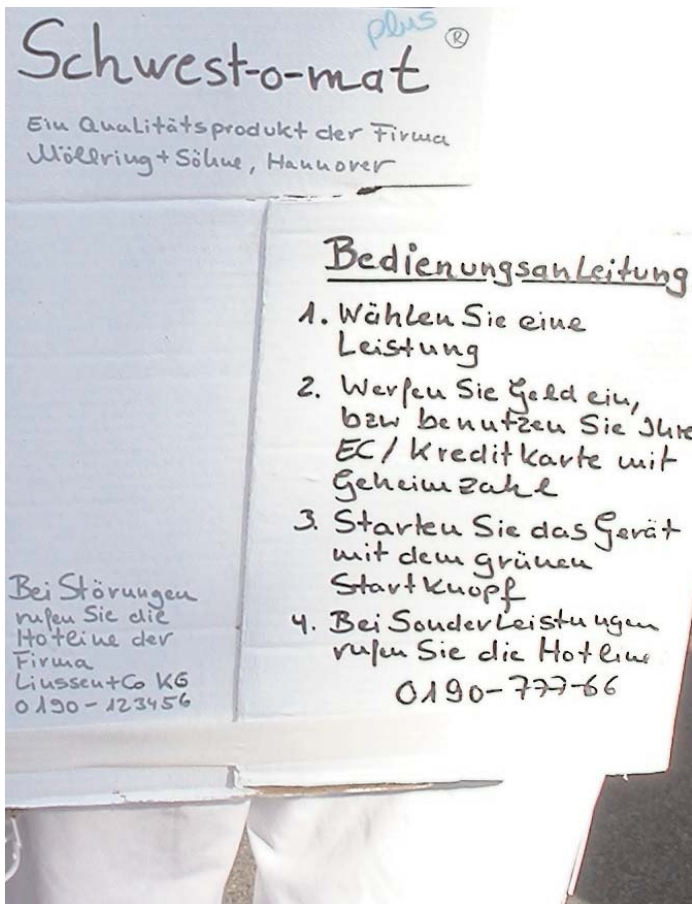 plus ®
Schwest-o-mat
Ein Qualitätsprodukt der Firma
Möllring + Söhne, Hannover
Bedienungsanleitung
1. Wählen Sie eine
Leistung
2. Werfen Sie Geld ein,
bzw benutzen Sie Ihre
EC / Kreditkarte mit
Geheimzahl
3. Starten Sie das Gerät
mit dem grünen
Startknopf
4. Bei Sonderleistungen
rufen Sie die Hotline
0190-777-66
Bei Störungen
rufen Sie die
Hotline der
Firma
Linssen+Co KG
0190-123456